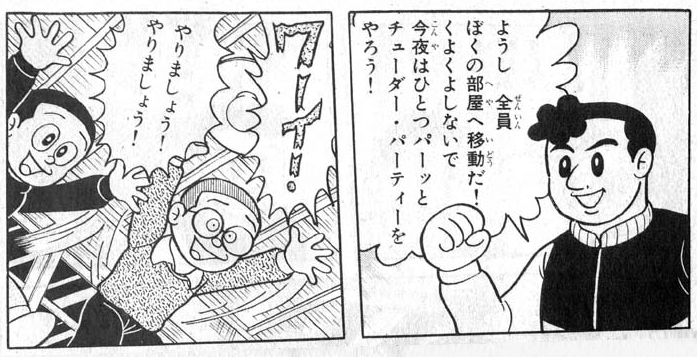 ようし　全員
ぼくの部屋へ移動だ！
くよくよしないで
今夜はひとつパーッと
チューダー・パーティーを
やろう！
ワーイ！
やりましょう！
やりましょう！